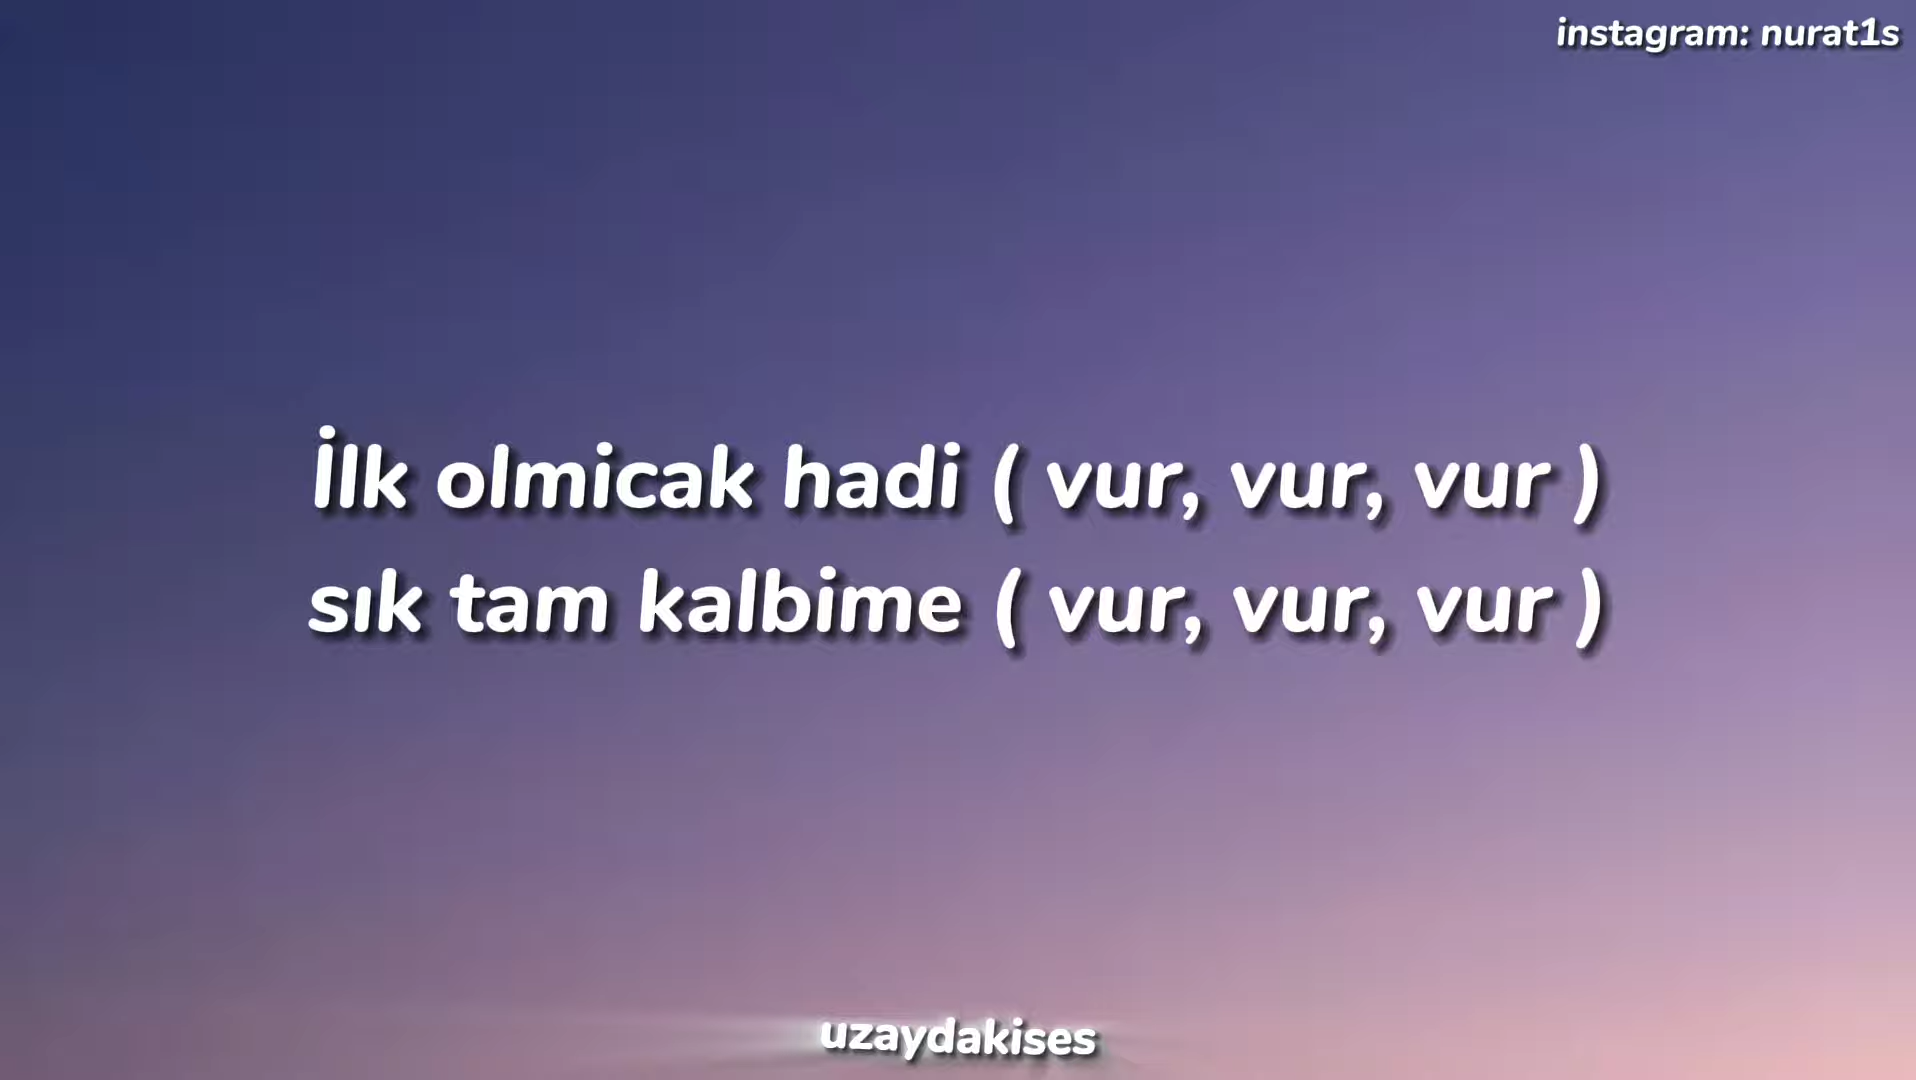 instagram: nurat1s
İlk olmicak hadi ( vur, vur, vur )
sık tam kalbime ( vur, vur, vur )
uzaydakises